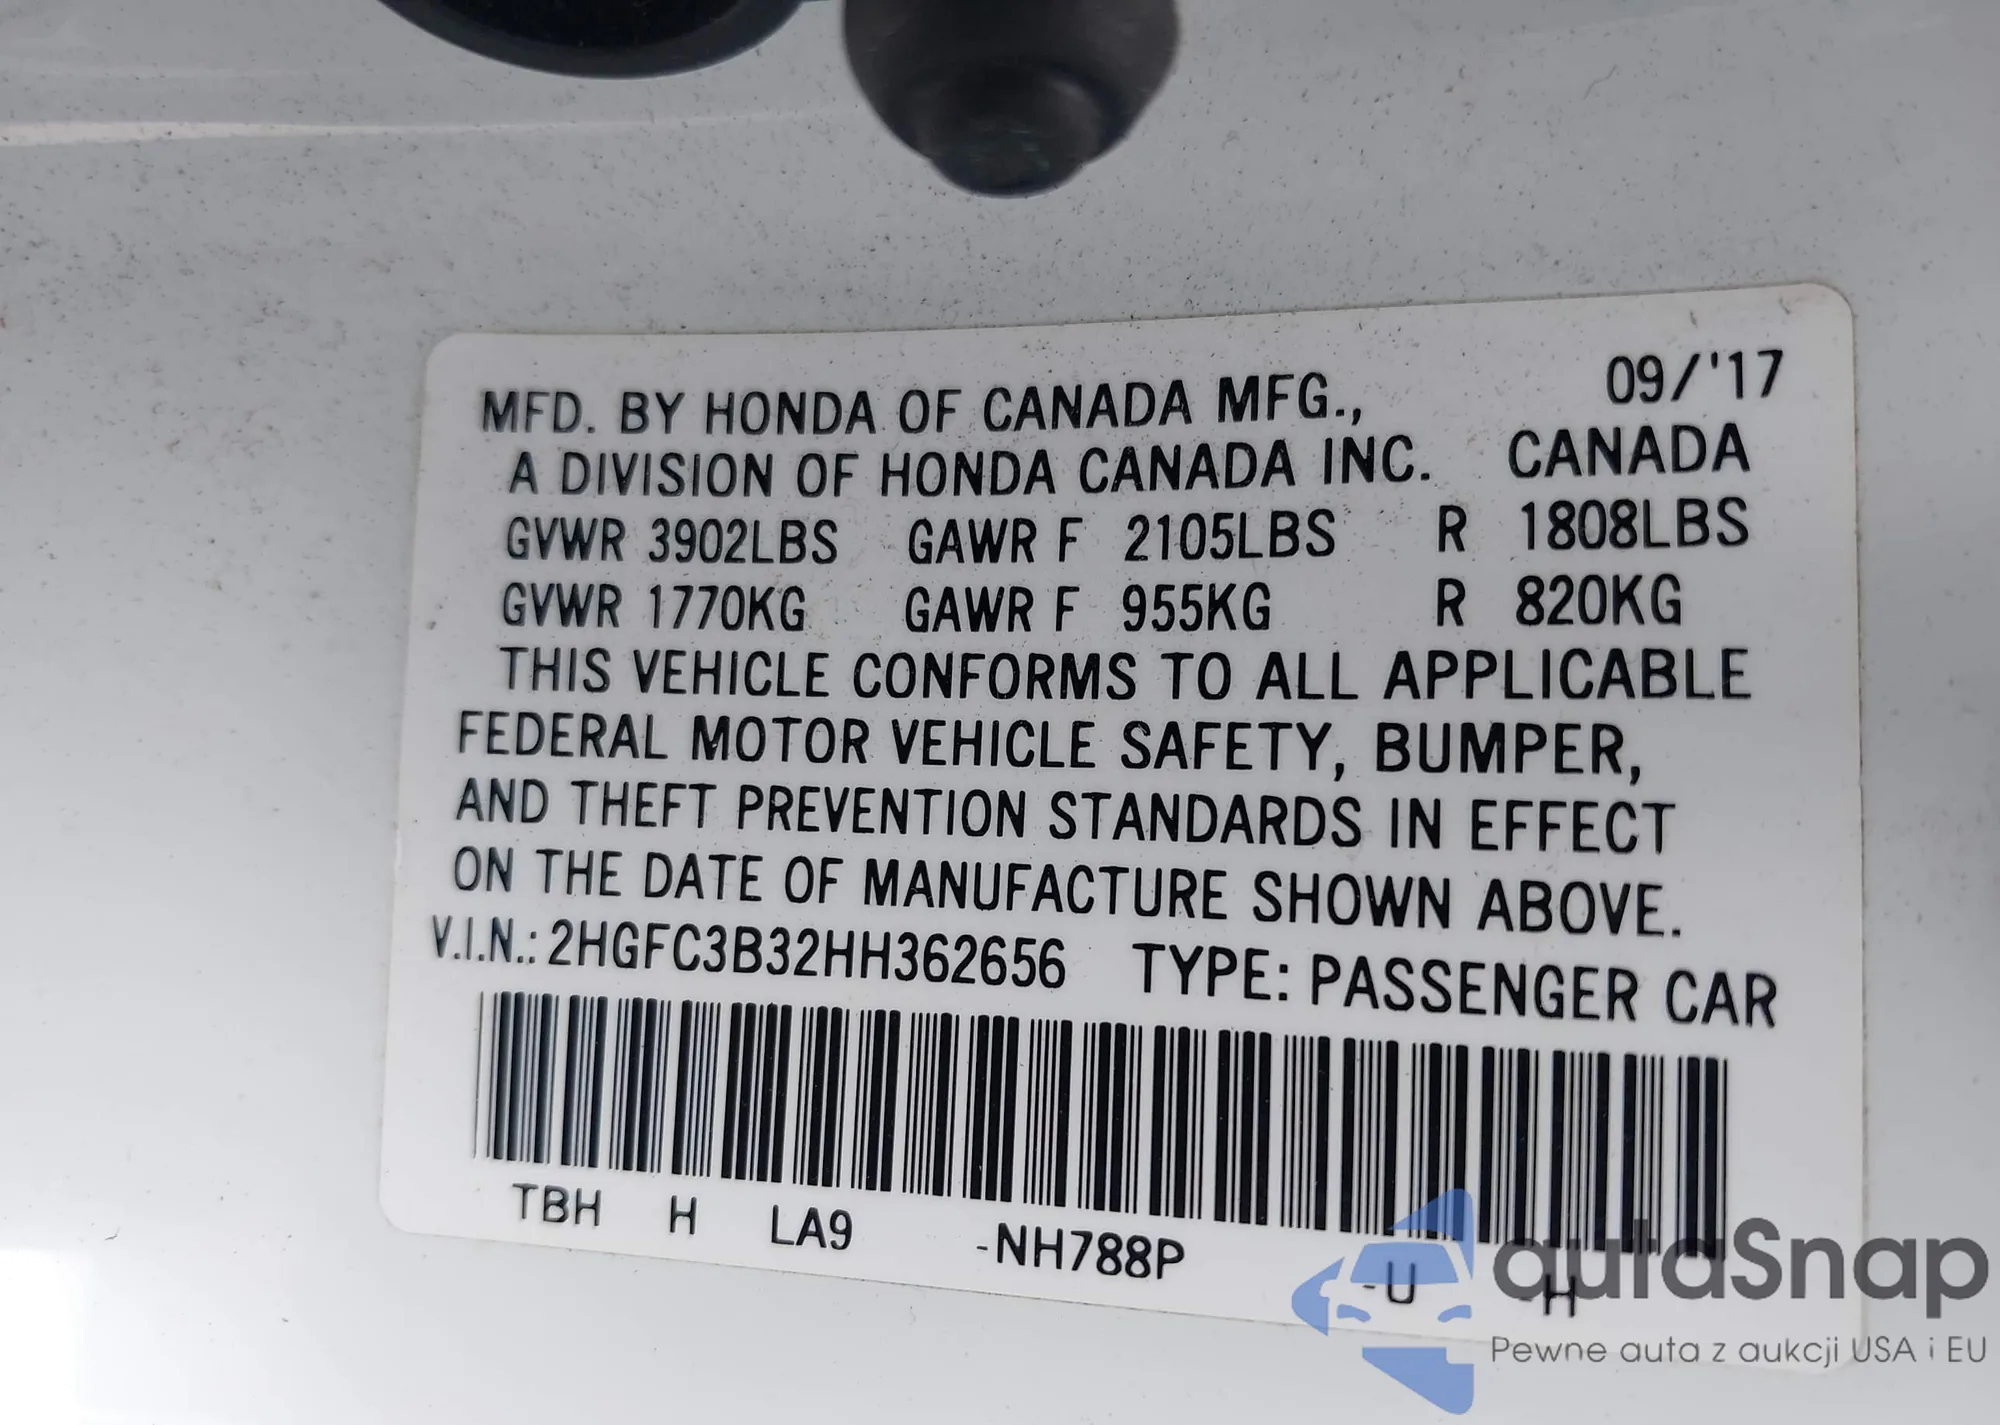 09/'17
MFD. BY HONDA OF CANADA MFG.,
A DIVISION OF HONDA CANADA INC. CANADA
GVWR 3902LBS GAWR F 2105LBS R 1808LBS
GVWR 1770KG GAWR F 955KG R 820KG
THIS VEHICLE CONFORMS TO ALL APPLICABLE
FEDERAL MOTOR VEHICLE SAFETY, BUMPER,
AND THEFT PREVENTION STANDARDS IN EFFECT
ON THE DATE OF MANUFACTURE SHOWN ABOVE.
V.I.N.: 2HGFC3B32HH362656 TYPE: PASSENGER CAR
TBH H LA9 -NH788P -U -H
autaSnap
Pewne auta z aukcji USA i EU